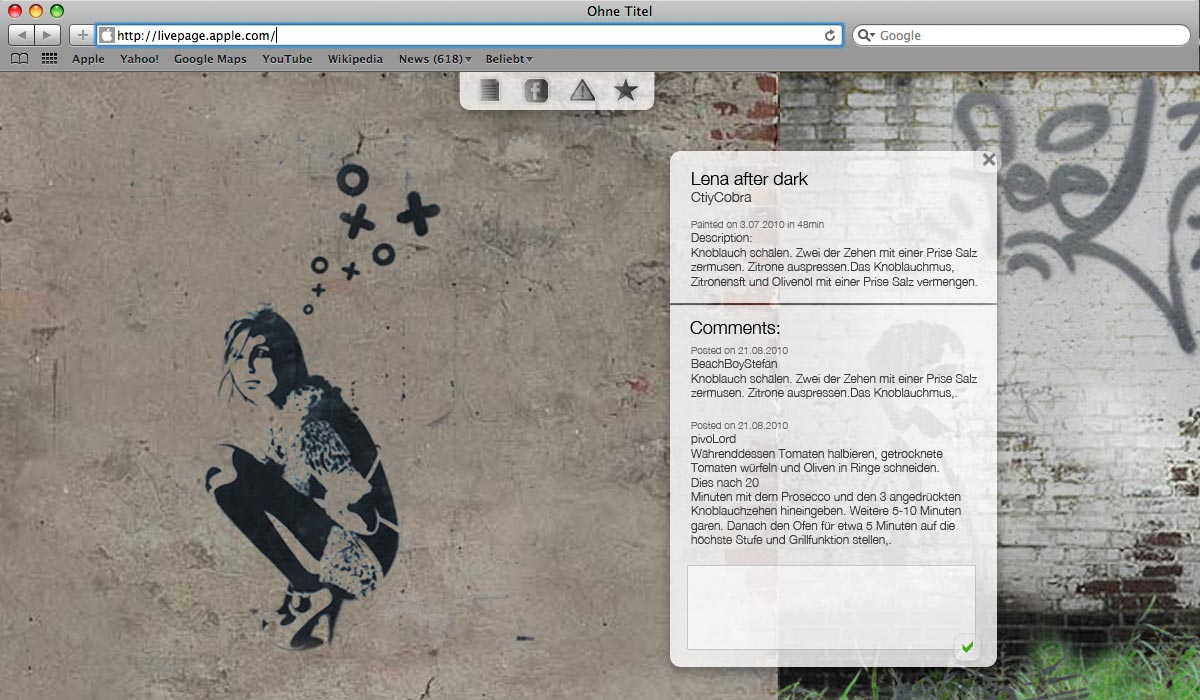 Ohne Titel
http://livepage.apple.com/
Google
Apple Yahoo! Google Maps YouTube Wikipedia News (618) Beliebt
Lena after dark
CtiyCobra
Painted on 3.07.2010 in 48min
Description:
Knoblauch schälen. Zwei der Zehen mit einer Prise Salz
zermusen. Zitrone auspressen.Das Knoblauchmus,
Zitronensft und Olivenöl mit einer Prise Salz vermengen.
Comments:
Posted on 21.08.2010
BeachBoyStefan
Knoblauch schälen. Zwei der Zehen mit einer Prise Salz
zermusen. Zitrone auspressen.Das Knoblauchmus,.
Posted on 21.08.2010
pivoLord
Währenddessen Tomaten halbieren, getrocknete
Tomaten würfeln und Oliven in Ringe schneiden.
Dies nach 20
Minuten mit dem Prosecco und den 3 angedrückten
Knoblauchzehen hineingeben. Weitere 5-10 Minuten
garen. Danach den Ofen für etwa 5 Minuten auf die
höchste Stufe und Grillfunktion stellen,.